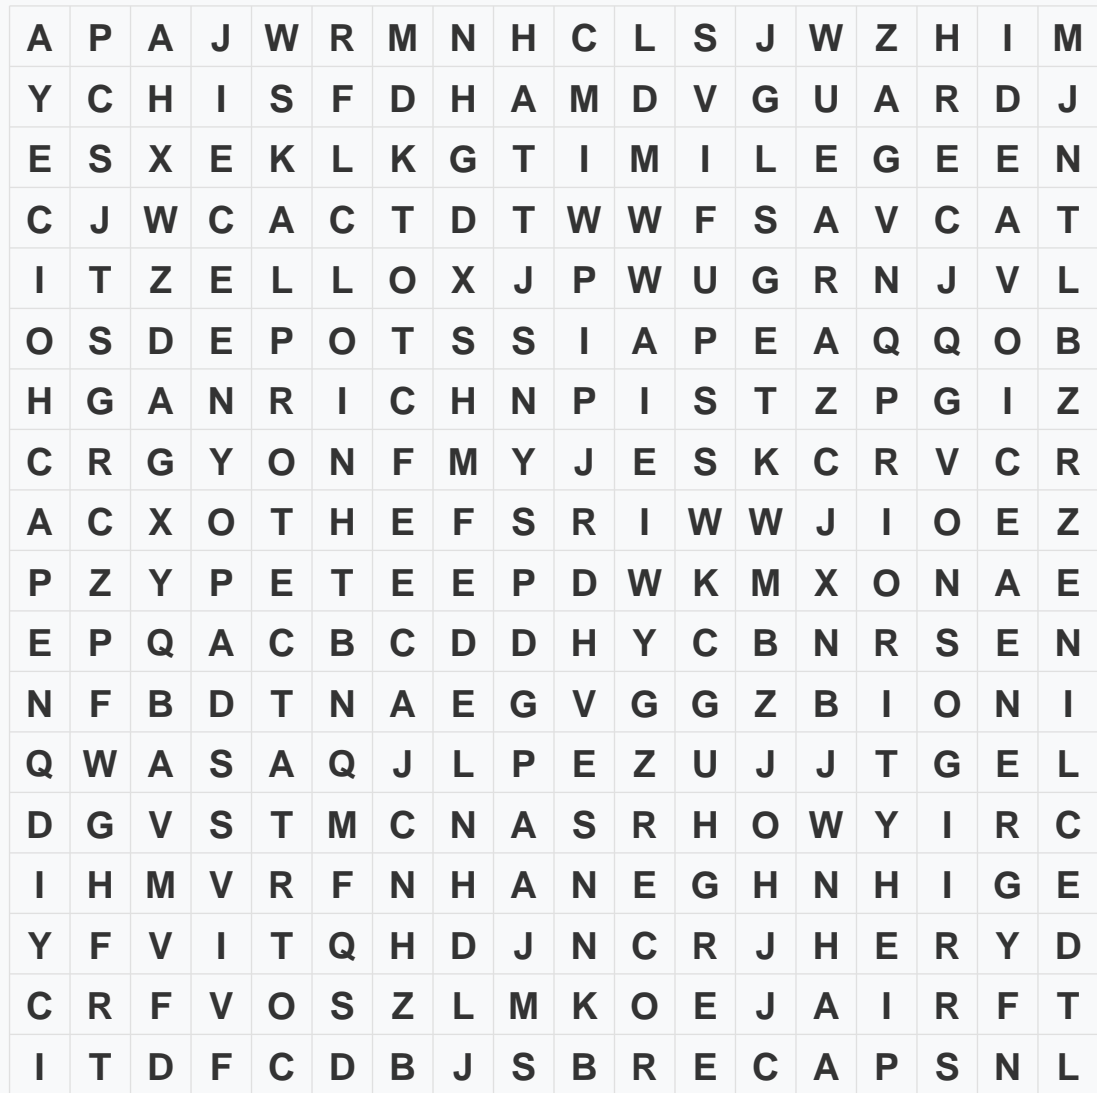 A P A J W R M N H C L S J W Z H I M
Y C H I S F D H A M D V G U A R D J
E S X E K L K G T I M I L E G E E N
C J W C A C T D T W W F S A V C A T
I T Z E L L O X J P W U G R N J V L
O S D E P O T S S I A P E A Q Q O B
H G A N R I C H N P I S T Z P G I Z
C R G Y O N F M Y J E S K C R V C R
A C X O T H E F S R I W W J I O E Z
P Z Y P E T E E P D W K M X O N A E
E P Q A C B C D D H Y C B N R S E N
N F B D T N A E G V G G Z B I O N I
Q W A S A Q J L P E Z U J J T G E L
D G V S T M C N A S R H O W Y I R C
I H M V R F N H A N E G H N H I G E
Y F V I T Q H D J N C R J H E R Y D
C R F V O S Z L M K O E J A I R F T
I T D F C D B J S B R E C A P S N L